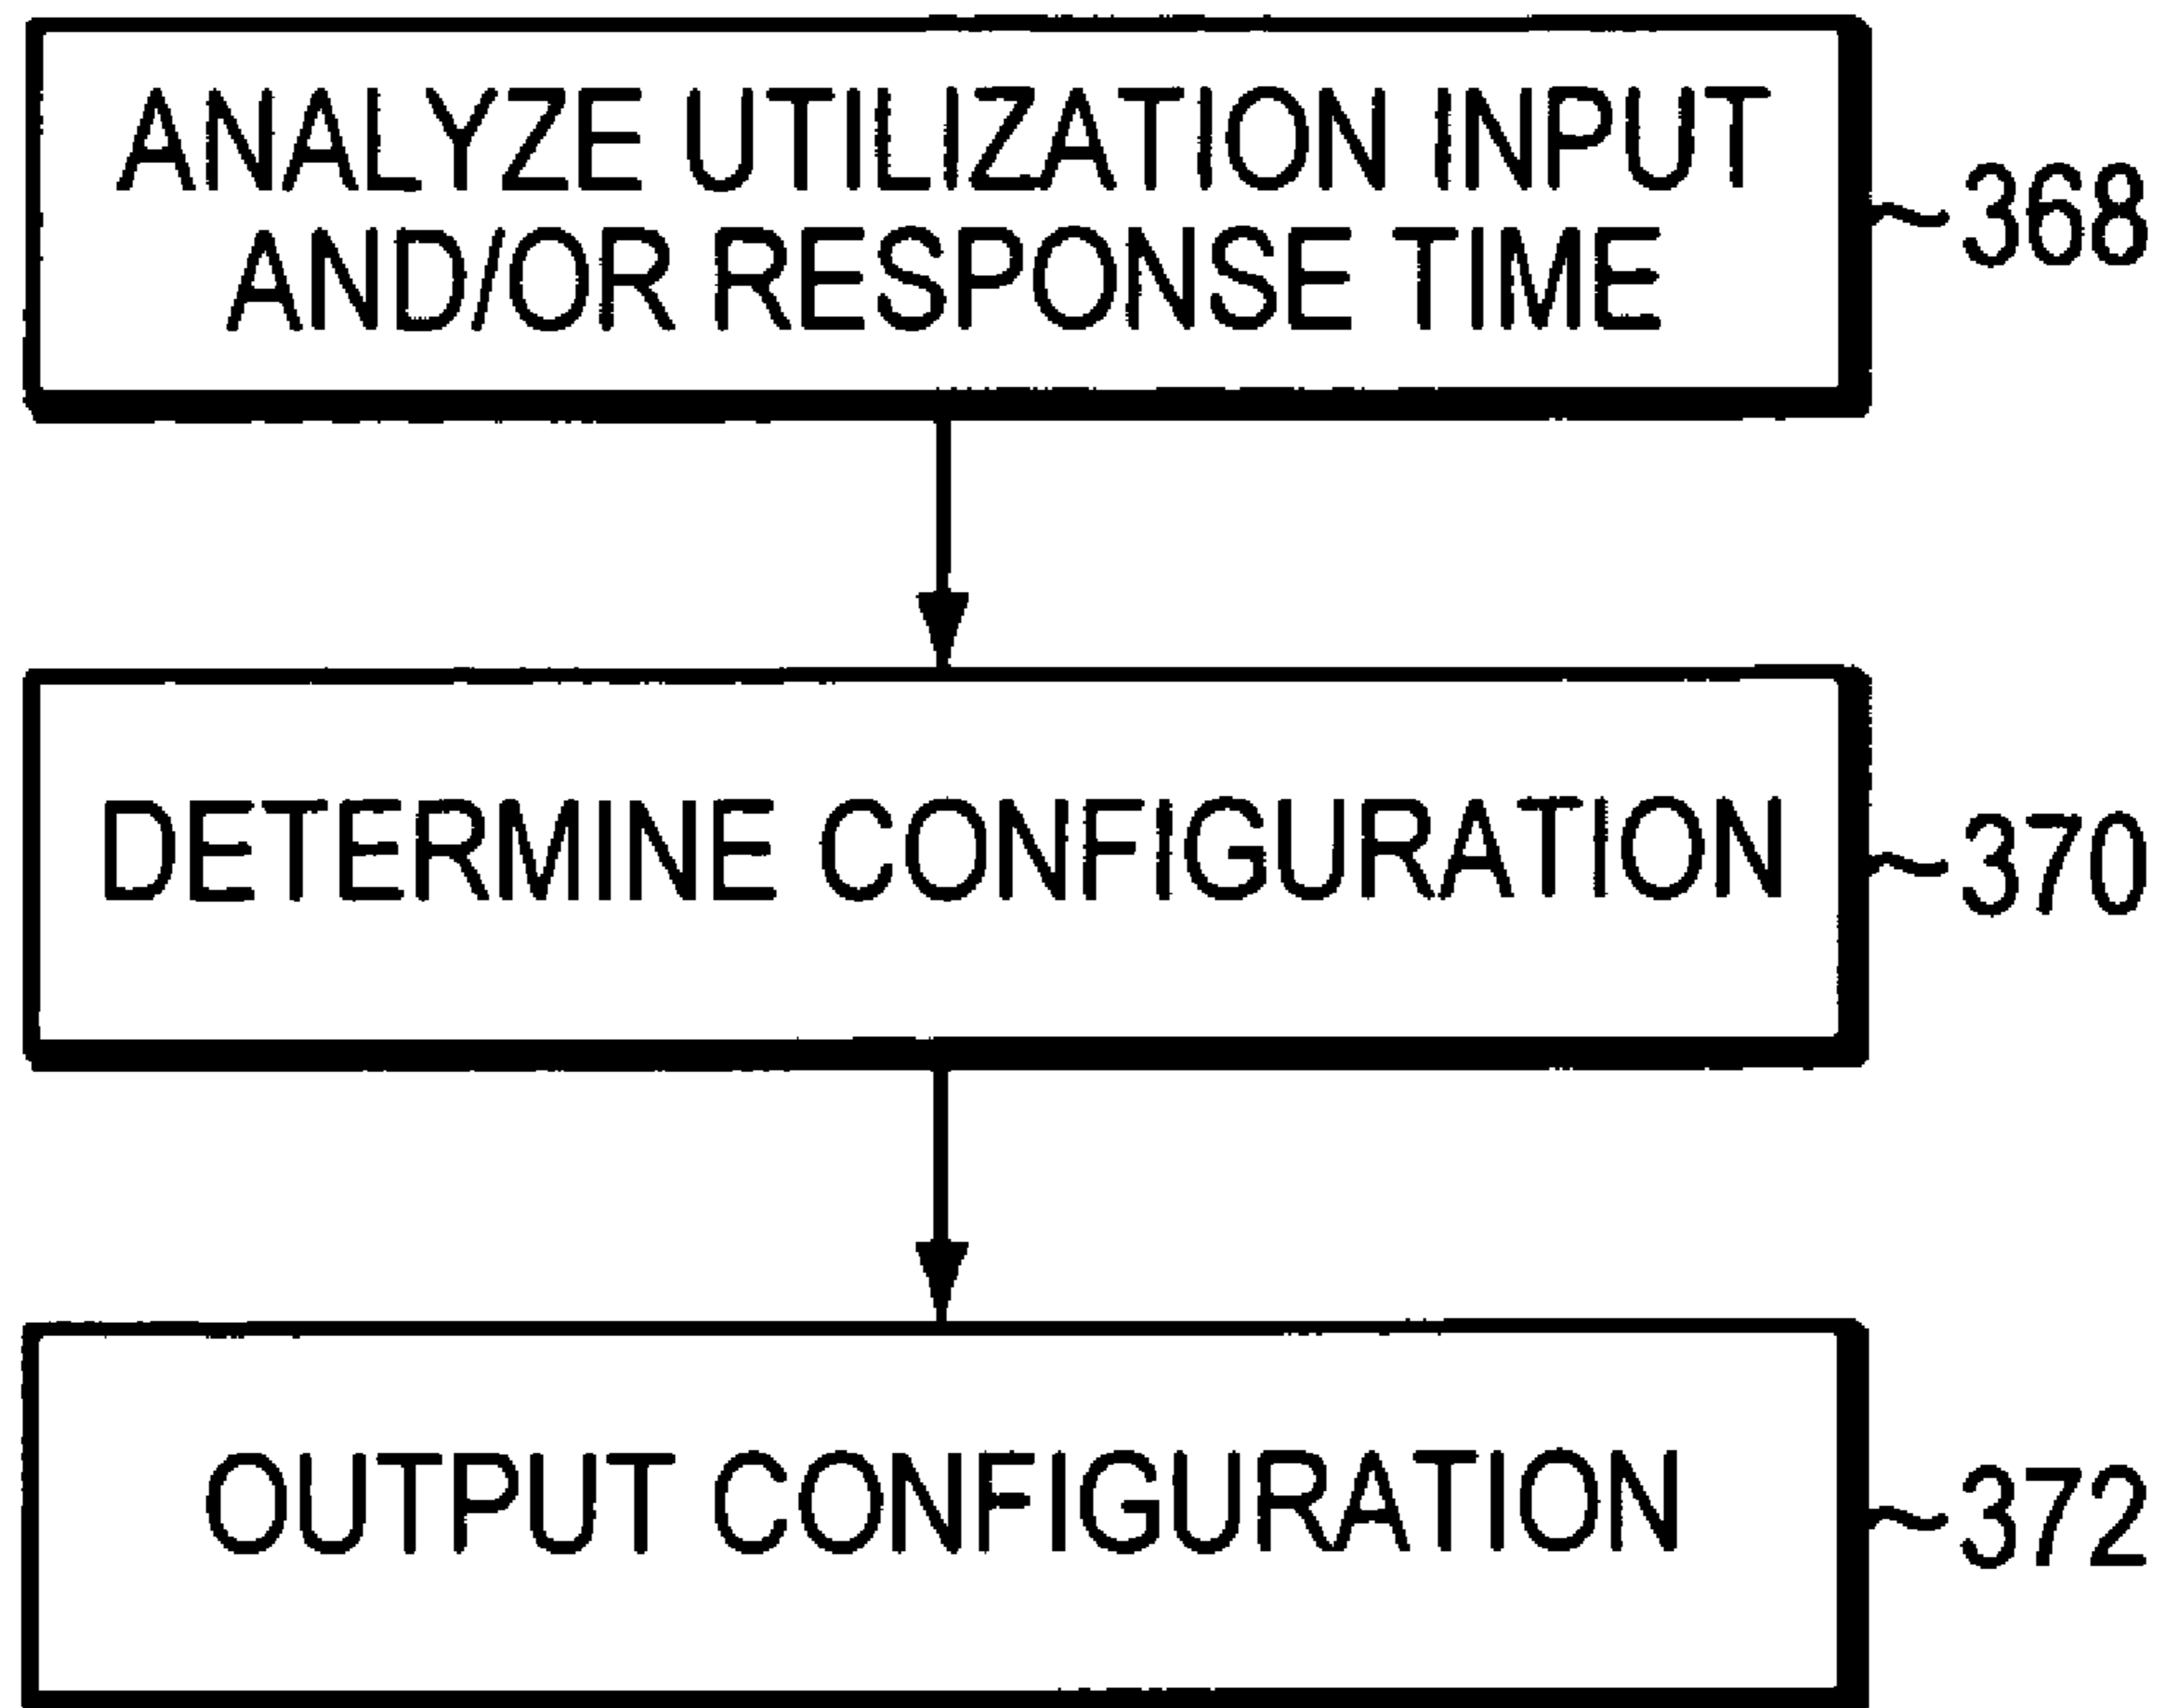 ANALYZE UTILIZATION INPUT
AND/OR RESPONSE TIME
368
DETERMINE CONFIGURATION
370
OUTPUT CONFIGURATION
372